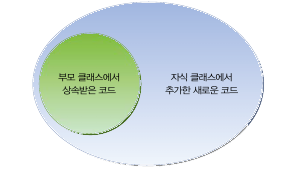 부모 클래스에서
상속받은 코드
자식 클래스에서
추가한 새로운 코드